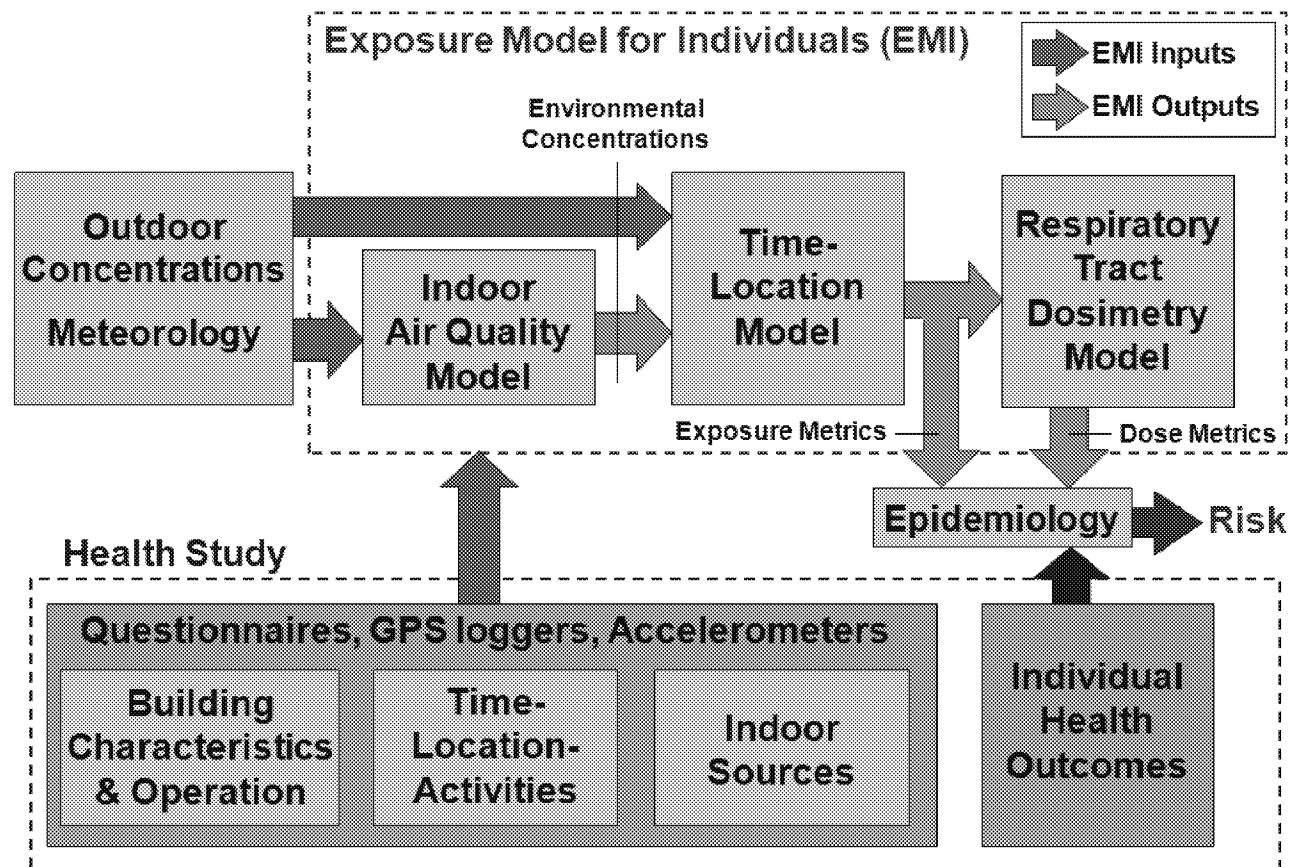 Exposure Model for Individuals (EMI)
EMI Inputs
EMI Outputs
Environmental
Concentrations
Outdoor
Concentrations
Meteorology
Indoor
Air Quality
Model
Time-
Location
Model
Respiratory
Tract
Dosimetry
Model
Exposure Metrics
Dose Metrics
Epidemiology
Risk
Health Study
Questionnaires, GPS loggers, Accelerometers
Building
Characteristics
& Operation
Time-
Location-
Activities
Indoor
Sources
Individual
Health
Outcomes